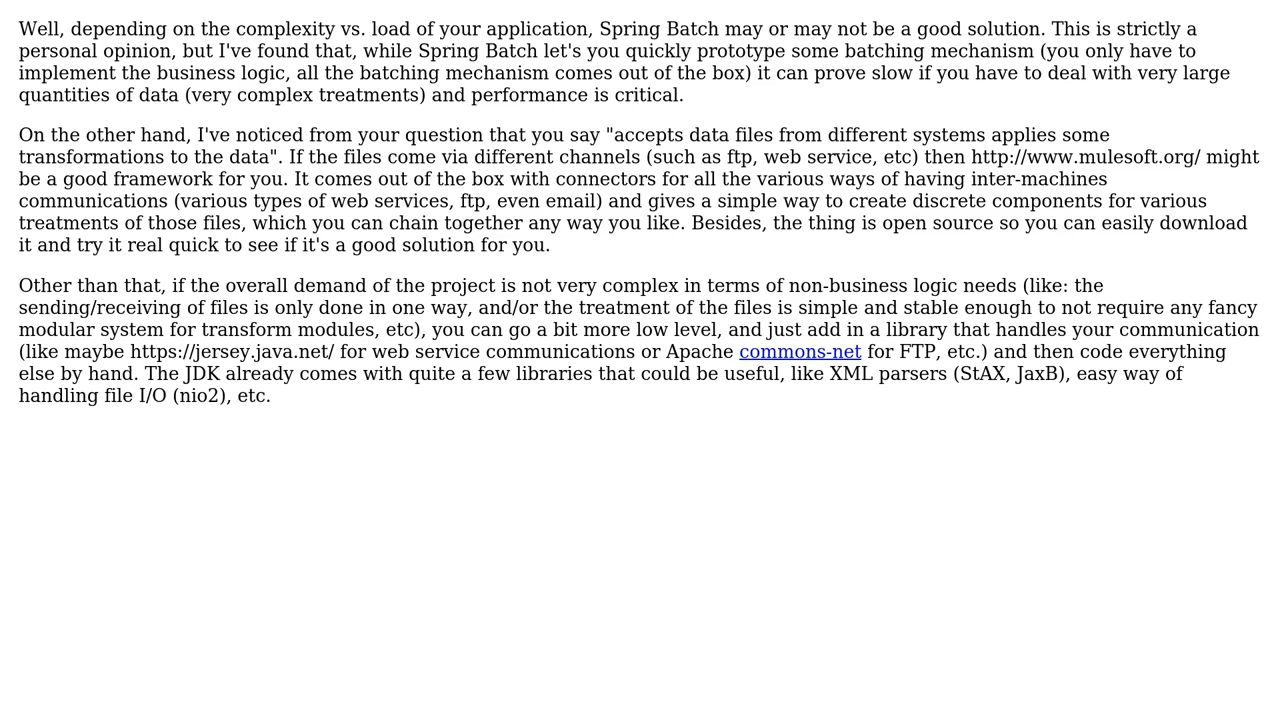 Well, depending on the complexity vs. load of your application, Spring Batch may or may not be a good solution. This is strictly a
personal opinion, but I've found that, while Spring Batch let's you quickly prototype some batching mechanism (you only have to
implement the business logic, all the batching mechanism comes out of the box) it can prove slow if you have to deal with very large
quantities of data (very complex treatments) and performance is critical.
On the other hand, I've noticed from your question that you say "accepts data files from different systems applies some
transformations to the data". If the files come via different channels (such as ftp, web service, etc) then http://www.mulesoft.org/ might
be a good framework for you. It comes out of the box with connectors for all the various ways of having inter-machines
communications (various types of web services, ftp, even email) and gives a simple way to create discrete components for various
treatments of those files, which you can chain together any way you like. Besides, the thing is open source so you can easily download
it and try it real quick to see if it's a good solution for you.
Other than that, if the overall demand of the project is not very complex in terms of non-business logic needs (like: the
sending/receiving of files is only done in one way, and/or the treatment of the files is simple and stable enough to not require any fancy
modular system for transform modules, etc), you can go a bit more low level, and just add in a library that handles your communication
(like maybe https://jersey.java.net/ for web service communications or Apache commons-net for FTP, etc.) and then code everything
else by hand. The JDK already comes with quite a few libraries that could be useful, like XML parsers (StAX, JaxB), easy way of
handling file I/O (nio2), etc.